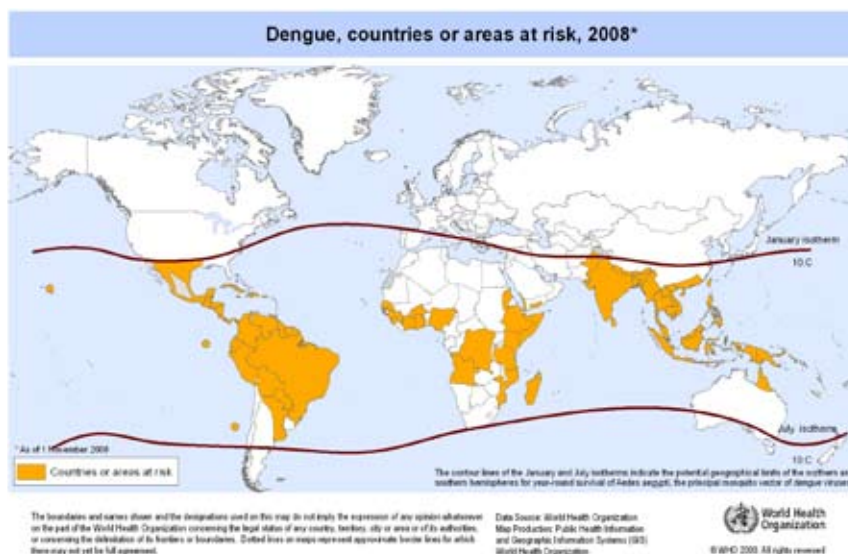 Dengue, countries or areas at risk, 2008*
January isotherm
10.C
July isotherm
10.C
* As of 1 November 2008
Countries or areas at risk
The contour lines of the January and July isotherms indicate the potential geographical limits of the northern and
southern hemispheres for year-round survival of Aedes aegypti, the principal mosquito vector of dengue viruses
The boundaries and names shown and the designations used on this map do not imply the expression of any opinion whatsoever
on the part of the World Health Organization concerning the legal status of any country, territory, city or area or of its authorities,
or concerning the delimitation of its frontiers or boundaries. Dotted lines on maps represent approximate border lines for which
there may not yet be full agreement.
Data Source: World Health Organization
Map Production: Public Health Information
and Geographic Information Systems (GIS)
World Health Organization
World Health
Organization
© WHO 2008. All rights reserved